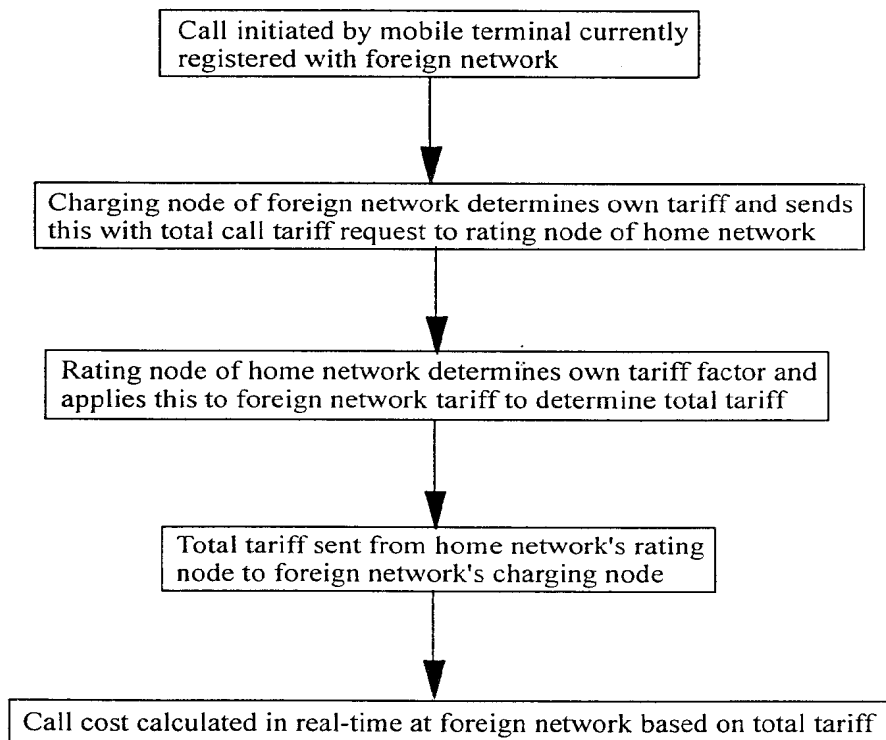 Call initiated by mobile terminal currently
registered with foreign network
Charging node of foreign network determines own tariff and sends
this with total call tariff request to rating node of home network
Rating node of home network determines own tariff factor and
applies this to foreign network tariff to determine total tariff
Total tariff sent from home network's rating
node to foreign network's charging node
Call cost calculated in real-time at foreign network based on total tariff